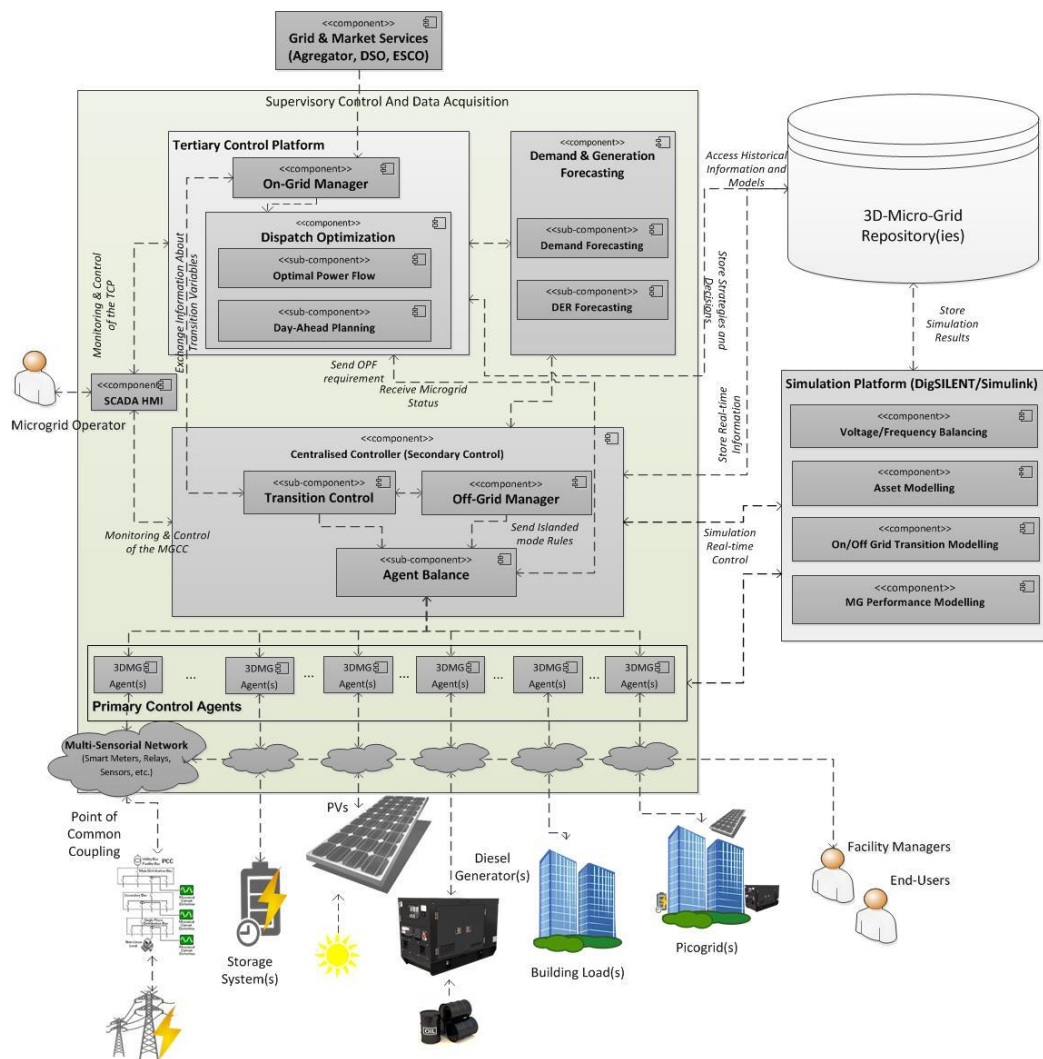 <<component>>
Grid & Market Services
(Agregator, DSO, ESCO)
Supervisory Control And Data Acquisition
Tertiary Control Platform
<<component>>
On-Grid Manager
<<component>>
Dispatch Optimization
<<sub-component>>
Optimal Power Flow
<<sub-component>>
Day-Ahead Planning
<<component>>
Demand & Generation
Forecasting
<<sub-component>>
Demand Forecasting
<<sub-component>>
DER Forecasting
Access Historical
Information and
Models
3D-Micro-Grid
Repository(ies)
Monitoring & Control
of the TCP
Exchange Information About
Transition Variables
Store Strategies and
Decisions
Store Real-time
Information
Store
Simulation
Results
Send OPF
requirement
Receive Microgrid
Status
<<component>>
SCADA HMI
Microgrid Operator
Simulation Platform (DigSILENT/Simulink)
<<component>>
Voltage/Frequency Balancing
<<component>>
Asset Modelling
<<component>>
On/Off Grid Transition Modelling
<<component>>
MG Performance Modelling
<<component>>
Centralised Controller (Secondary Control)
<<sub-component>>
Transition Control
<<component>>
Off-Grid Manager
Send Islanded
mode Rules
<<sub-component>>
Agent Balance
Monitoring & Control
of the MGCC
Simulation
Real-time
Control
3DMG
Agent(s)
...
3DMG
Agent(s)
...
3DMG
Agent(s)
...
3DMG
Agent(s)
...
3DMG
Agent(s)
...
3DMG
Agent(s)
Primary Control Agents
Multi-Sensorial Network
(Smart Meters, Relays,
Sensors, etc.)
Point of
Common
Coupling
PCC
PVs
Diesel
Generator(s)
Storage
System(s)
OIL
Building Load(s)
Picogrid(s)
Facility Managers
End-Users